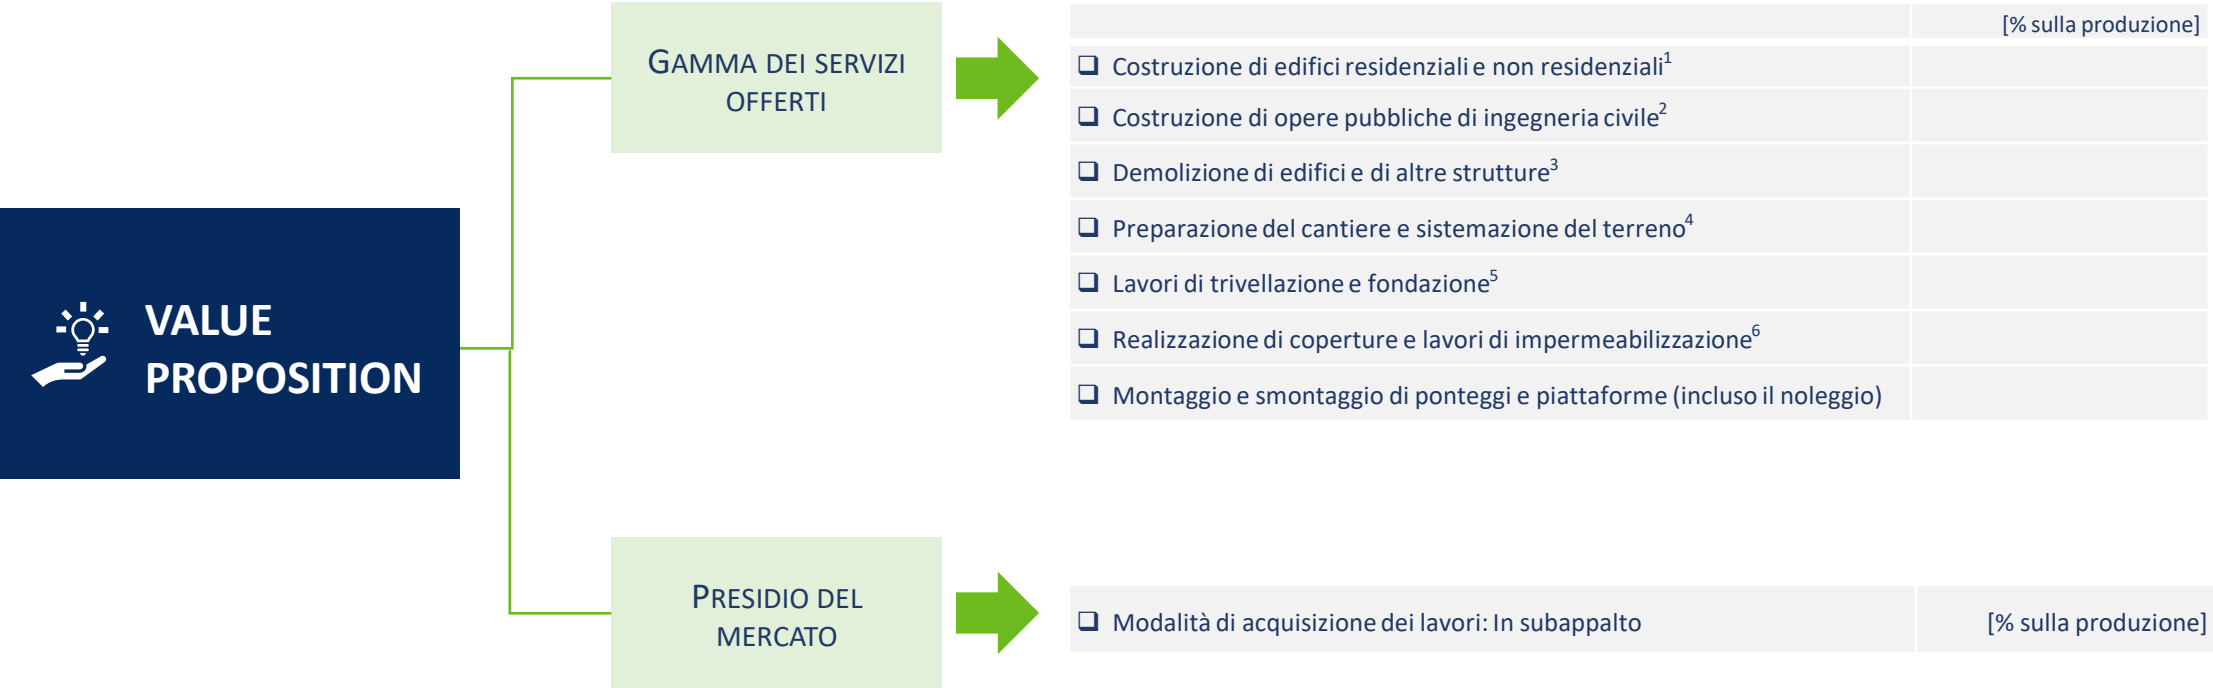 VALUE
PROPOSITION
GAMMA DEI SERVIZI
OFFERTI
[% sulla produzione]
❑ Costruzione di edifici residenziali e non residenziali¹
❑ Costruzione di opere pubbliche di ingegneria civile²
❑ Demolizione di edifici e di altre strutture³
❑ Preparazione del cantiere e sistemazione del terreno⁴
❑ Lavori di trivellazione e fondazione⁵
❑ Realizzazione di coperture e lavori di impermeabilizzazione⁶
❑ Montaggio e smontaggio di ponteggi e piattaforme (incluso il noleggio)
PRESIDIO DEL
MERCATO
❑ Modalità di acquisizione dei lavori: In subappalto [% sulla produzione]